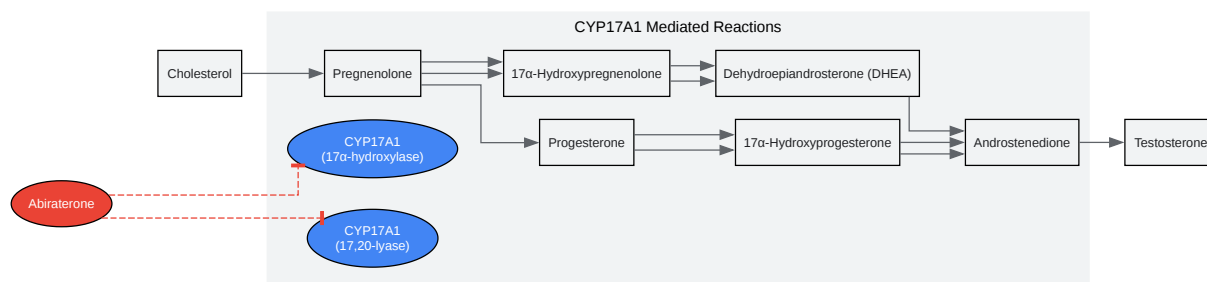 CYP17A1 Mediated Reactions
Cholesterol
Pregnenolone
17α-Hydroxypregnenolone
Dehydroepiandrosterone (DHEA)
CYP17A1
(17α-hydroxylase)
Progesterone
17α-Hydroxyprogesterone
Androstenedione
Testosterone
Abiraterone
CYP17A1
(17,20-lyase)